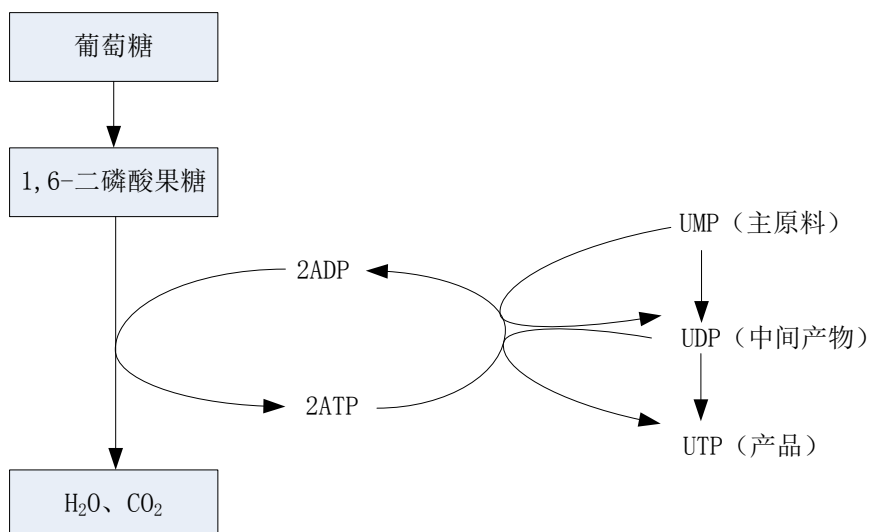 葡萄糖
1,6-二磷酸果糖
UMP（主原料）
2ADP
UDP（中间产物）
2ATP
UTP（产品）
H₂O、CO₂